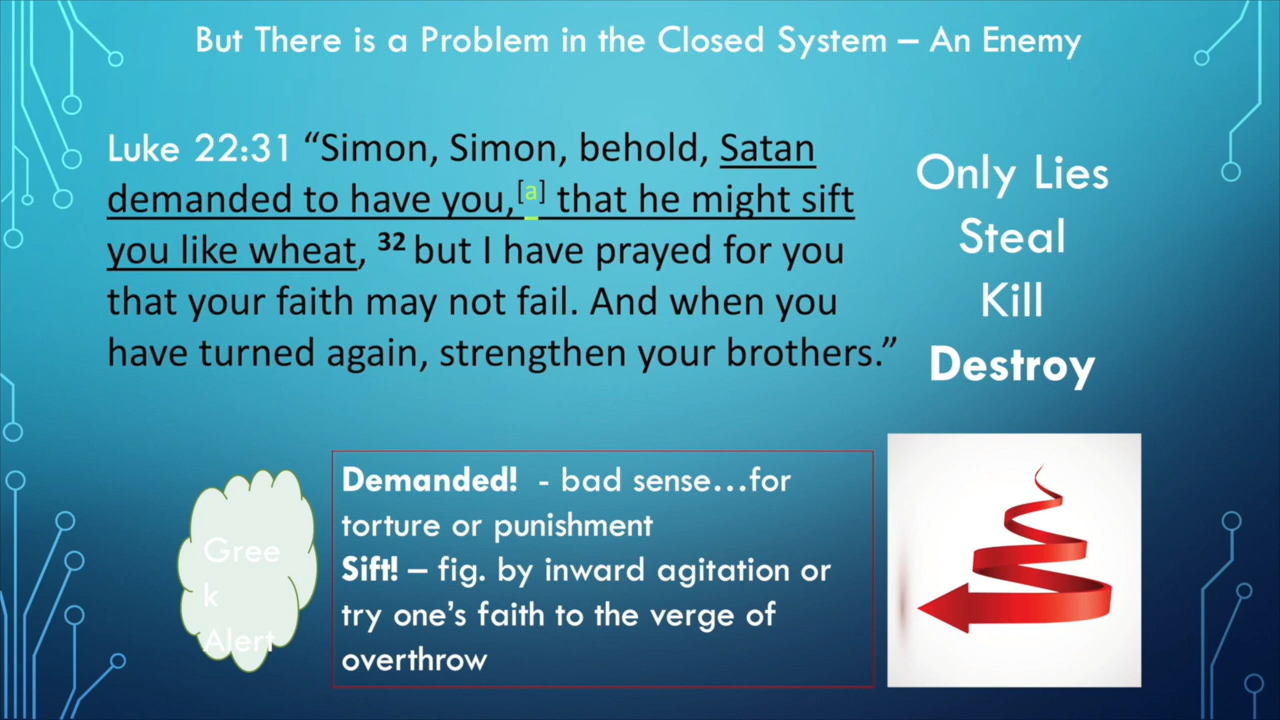 But There is a Problem in the Closed System – An Enemy
Luke 22:31 “Simon, Simon, behold, Satan
demanded to have you,[a] that he might sift
you like wheat, 32 but I have prayed for you
that your faith may not fail. And when you
have turned again, strengthen your brothers.”
Only Lies
Steal
Kill
Destroy
Gree
k
Alert
Demanded! - bad sense...for
torture or punishment
Sift! – fig. by inward agitation or
try one’s faith to the verge of
overthrow